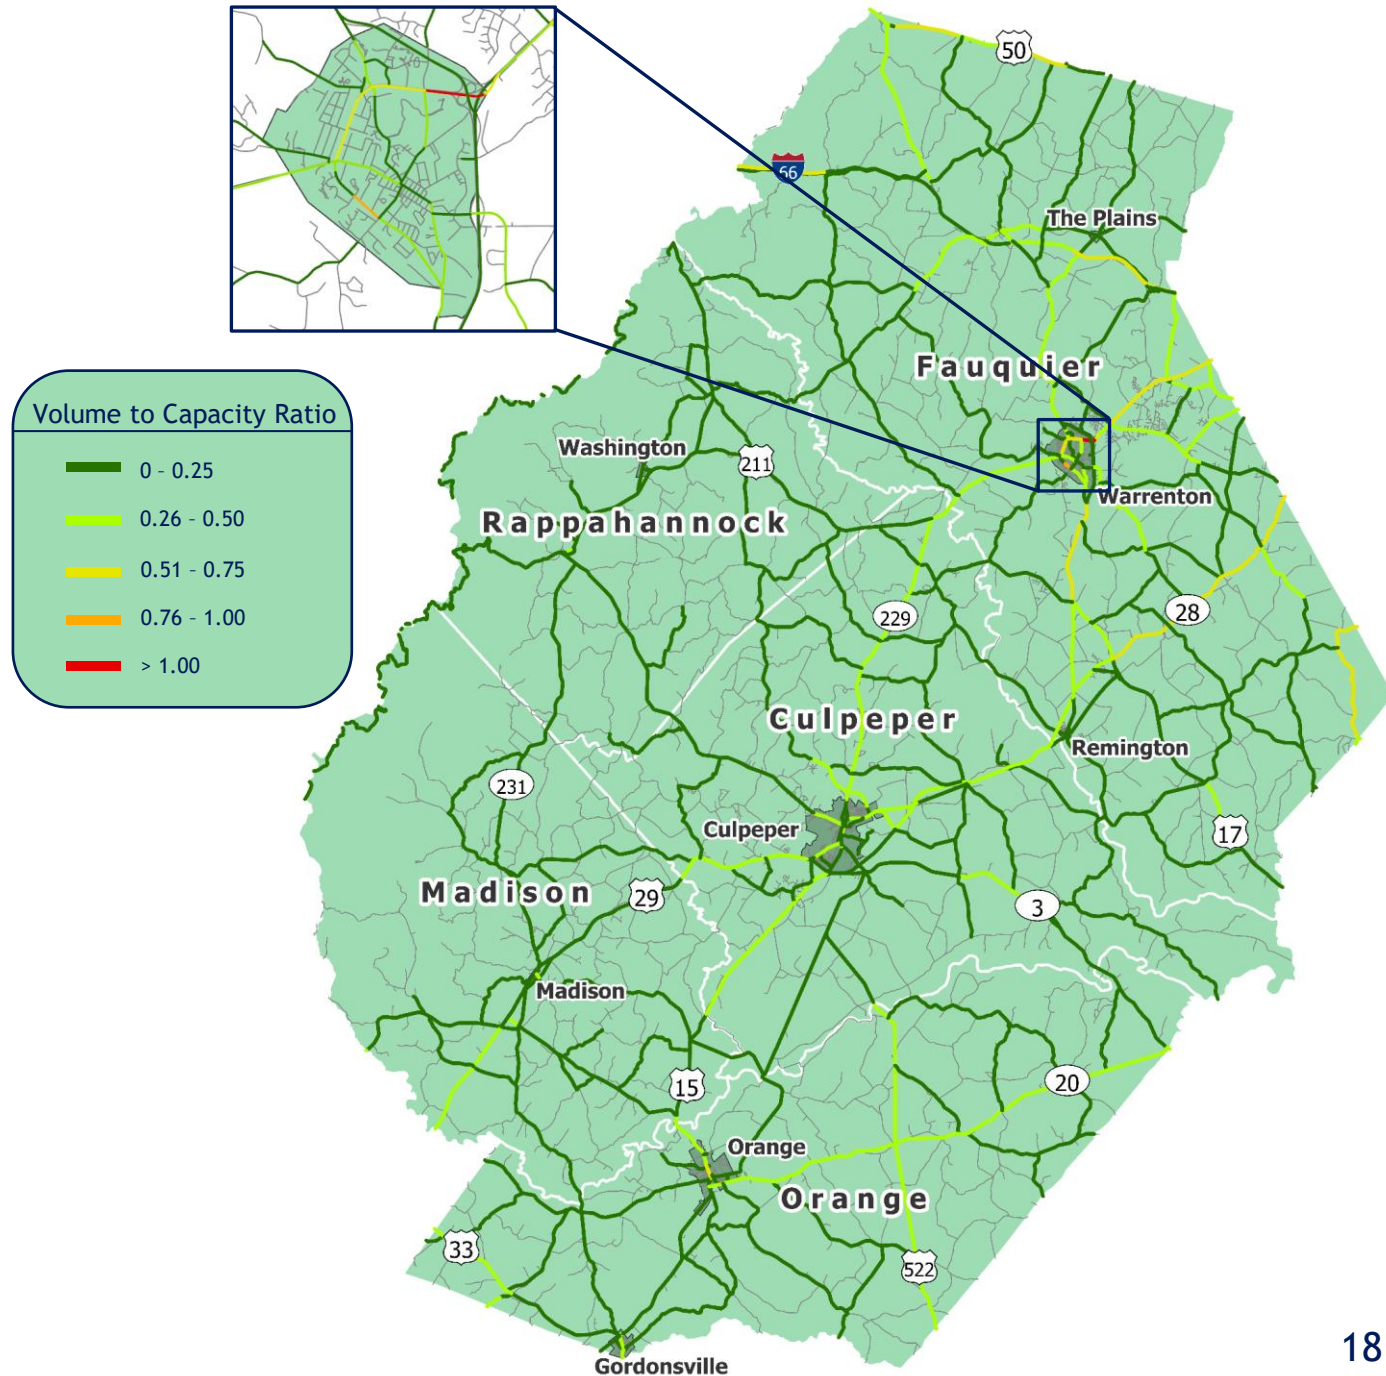 50
66
The Plains
Fauquier
Volume to Capacity Ratio
0 - 0.25
0.26 - 0.50
0.51 - 0.75
0.76 - 1.00
> 1.00
Washington
211
Warrenton
Rappahannock
229
28
Culpeper
Remington
231
Culpeper
17
Madison
29
3
Madison
15
20
Orange
Orange
33
522
18
Gordonsville